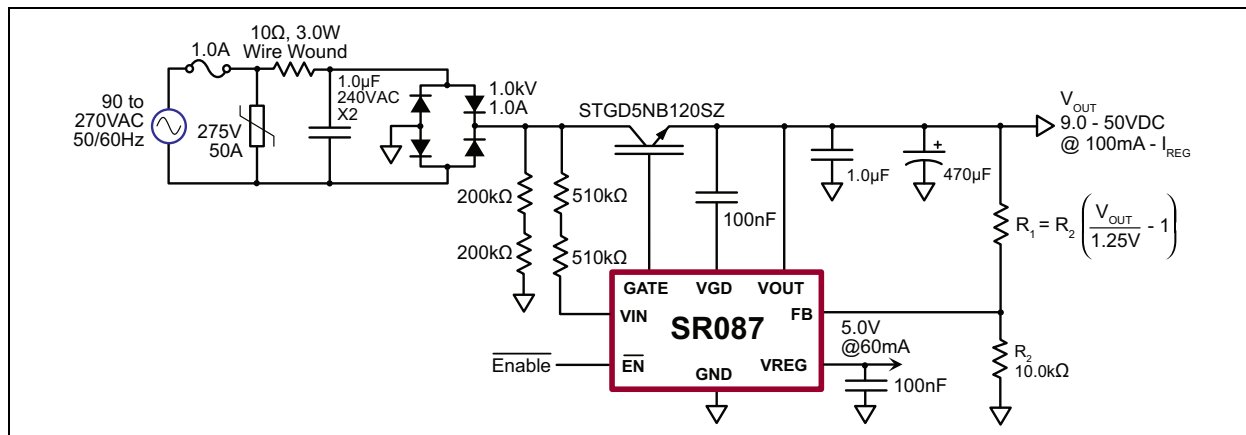 10Ω, 3.0W
Wire Wound
1.0A
90 to
270VAC
50/60Hz
275V
50A
1.0µF
240VAC
X2
1.0kV
1.0A
STGD5NB120SZ
200kΩ
200kΩ
510kΩ
510kΩ
100nF
1.0µF
+
470µF
VOUT
9.0 - 50VDC
@ 100mA - IREG
R1 = R2 ( VOUT / 1.25V - 1 )
GATE VGD VOUT
VIN
FB
SR087
EN
GND
VREG
Enable
5.0V
@60mA
100nF
R2
10.0kΩ